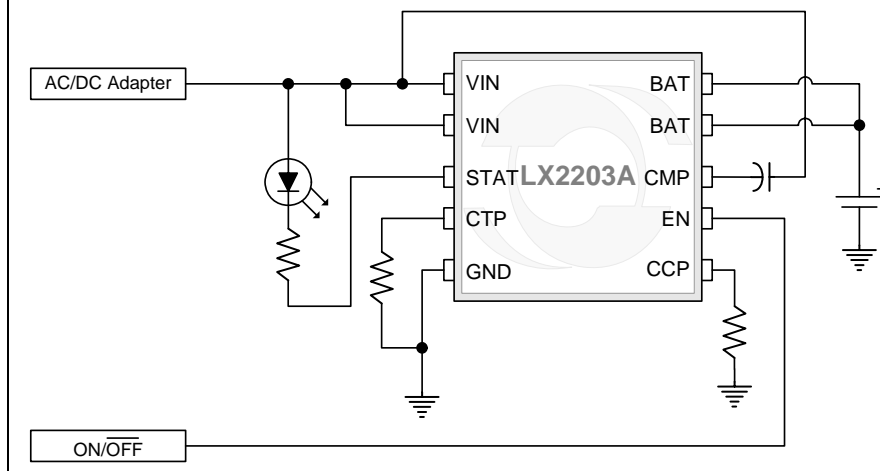 AC/DC Adapter
VIN
BAT
VIN
BAT
STAT
LX2203A
CMP
CTP
EN
GND
CCP
ON/OFF